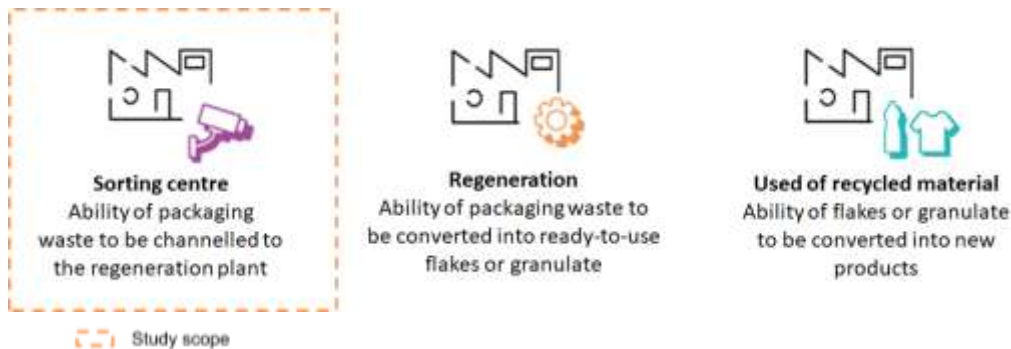 Sorting centre
Ability of packaging
waste to be channelled to
the regeneration plant
Regeneration
Ability of packaging waste to
be converted into ready-to-use
flakes or granulate
Used of recycled material
Ability of flakes or granulate
to be converted into new
products
Study scope